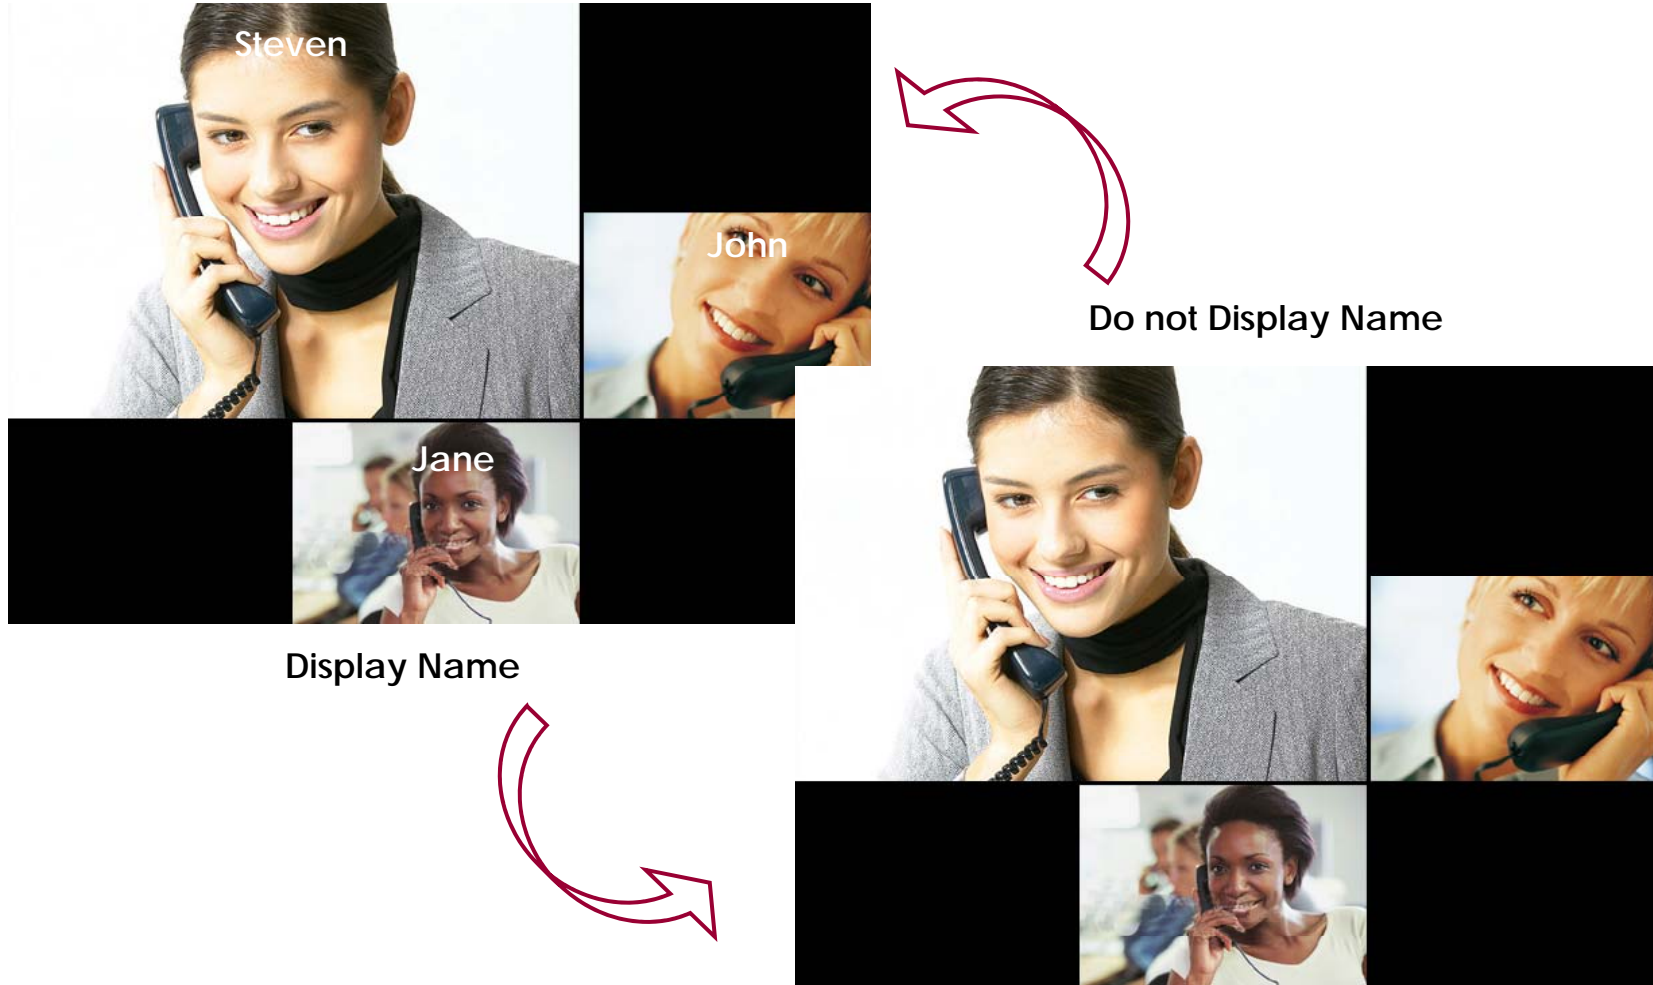 Steven
John
Do not Display Name
Jane
Display Name